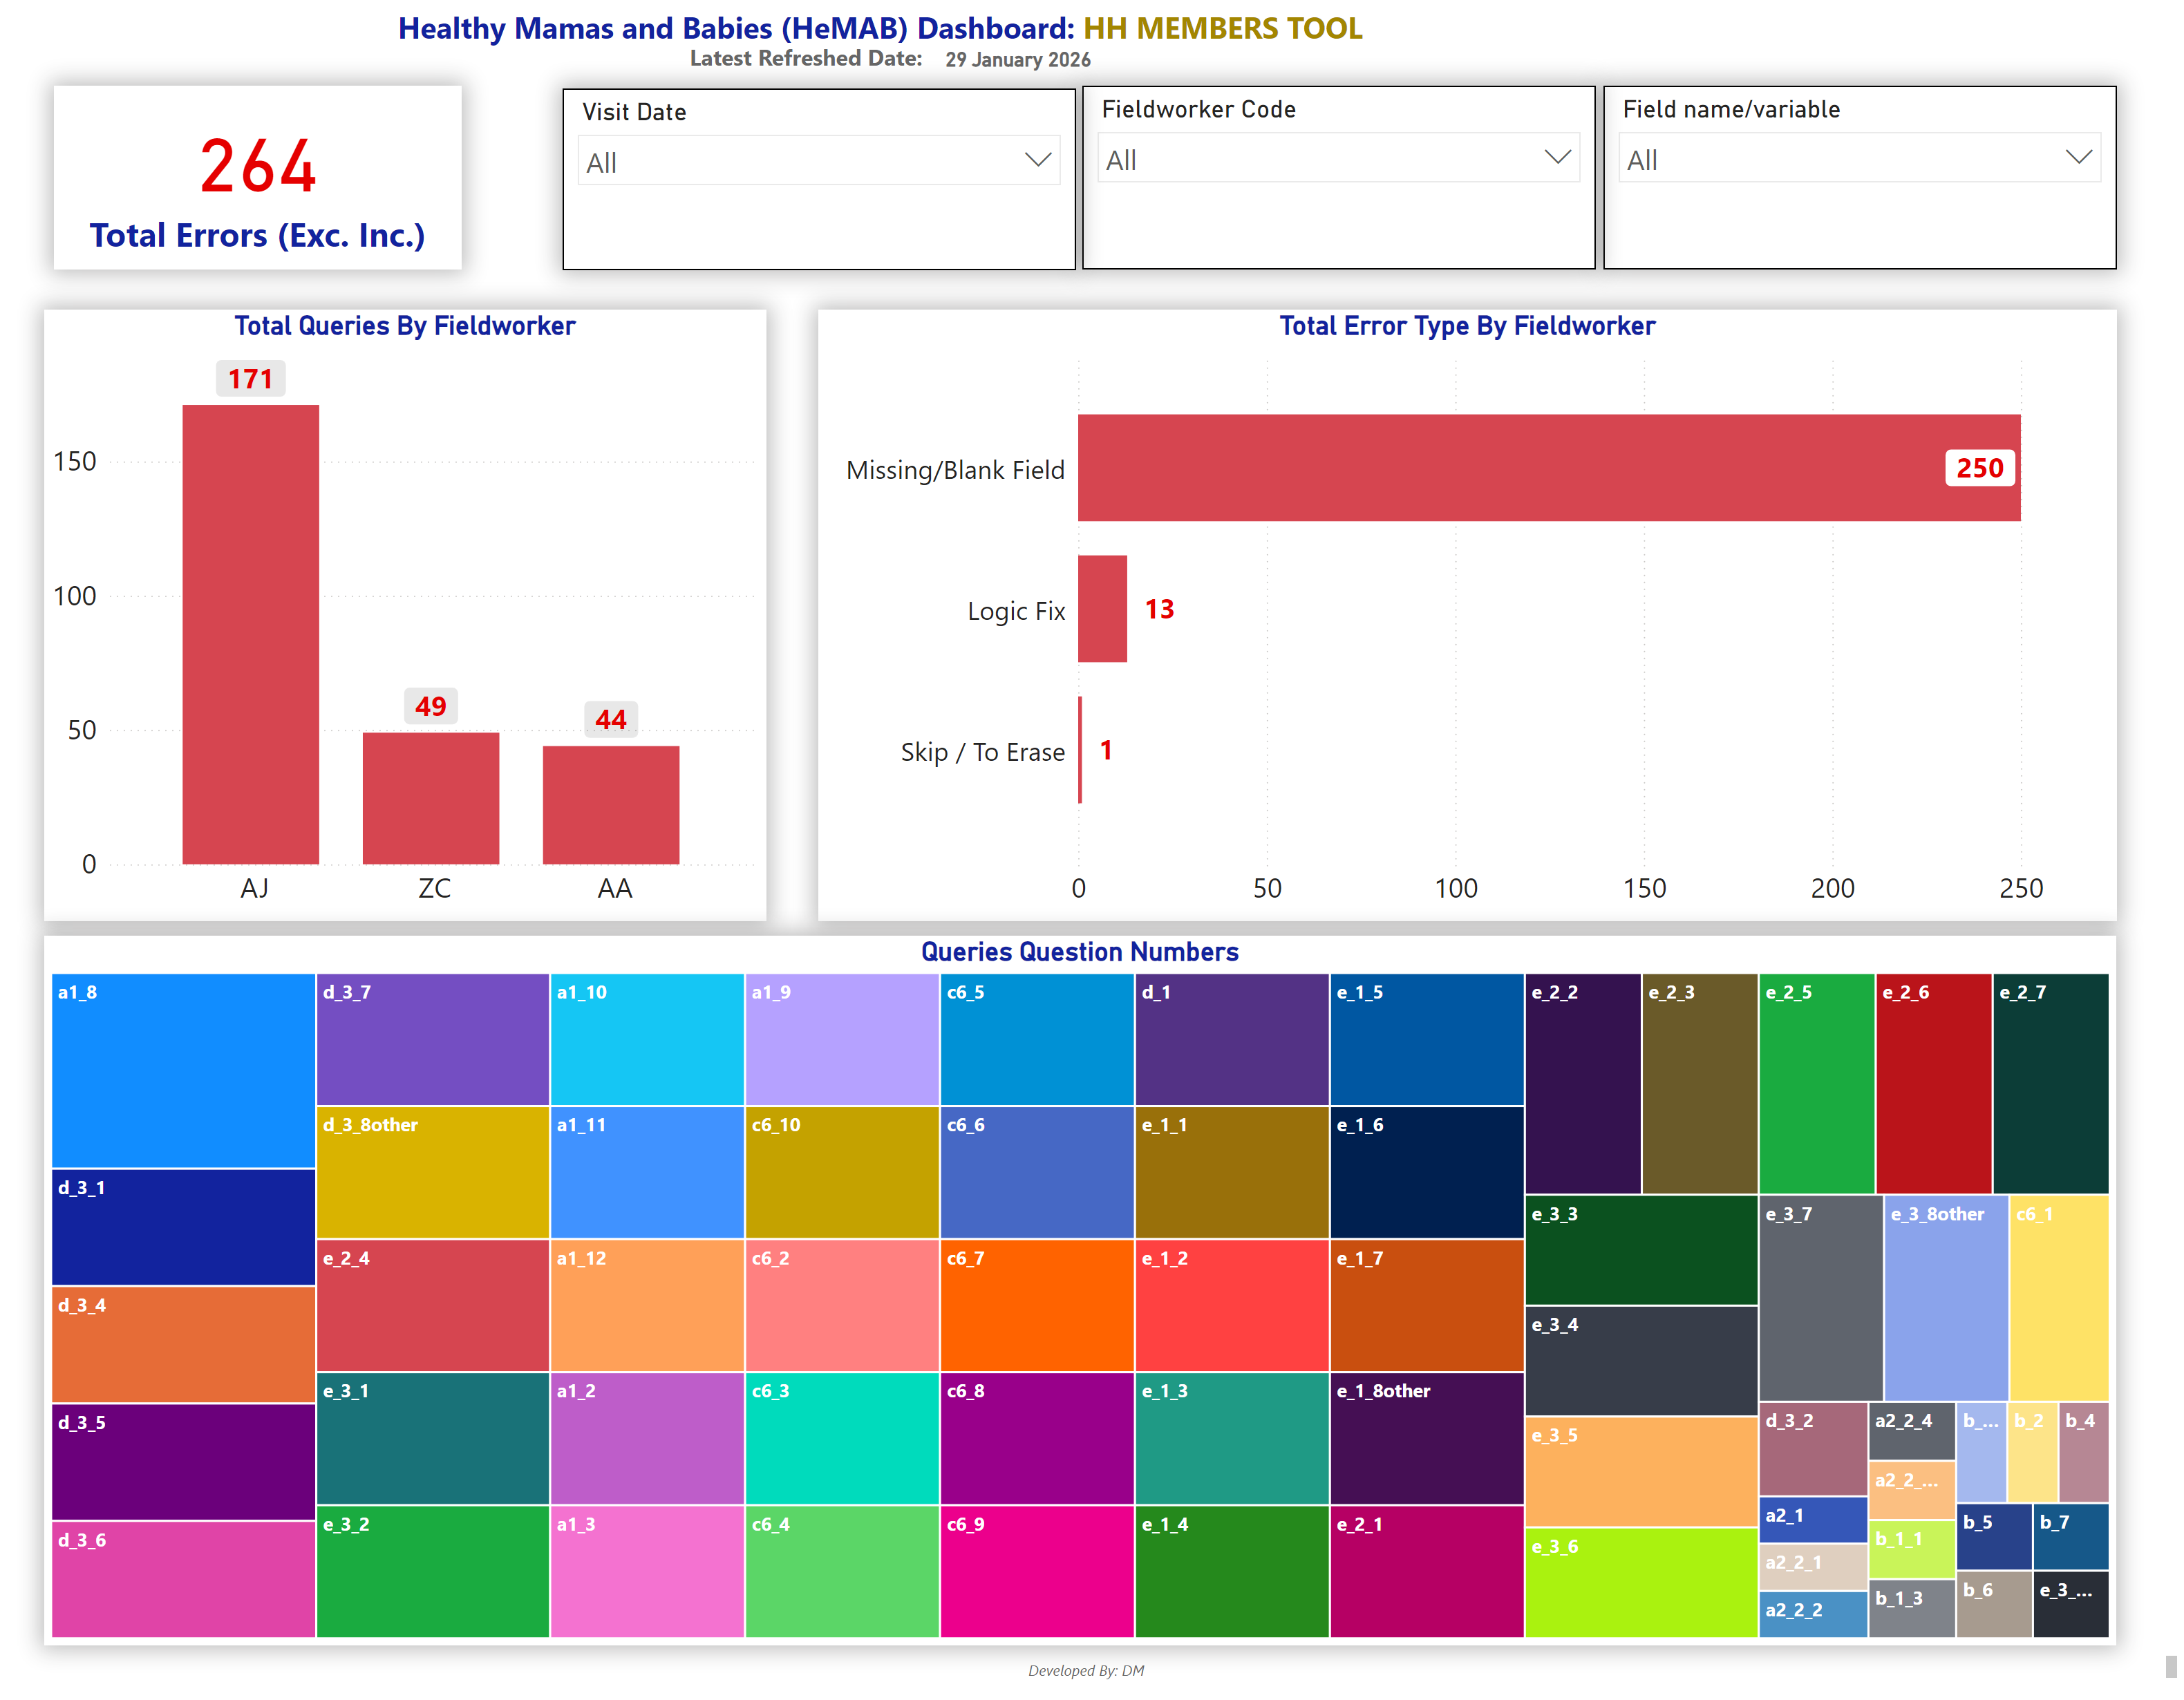 Healthy Mamas and Babies (HeMAB) Dashboard: HH MEMBERS TOOL
Latest Refreshed Date: 29 January 2026
264
Total Errors (Exc. Inc.)
Visit Date
All
Fieldworker Code
All
Field name/variable
All
Total Queries By Fieldworker
171
49
44
150
100
50
0
AJ ZC AA
Total Error Type By Fieldworker
Missing/Blank Field 250
Logic Fix 13
Skip / To Erase 1
0 50 100 150 200 250
Queries Question Numbers
a1_8
d_3_1
d_3_4
d_3_5
d_3_6
d_3_7
d_3_8other
e_2_4
e_3_1
e_3_2
a1_10
a1_11
a1_12
a1_2
a1_3
a1_9
c6_10
c6_2
c6_3
c6_4
c6_5
c6_6
c6_7
c6_8
c6_9
d_1
e_1_1
e_1_2
e_1_3
e_1_4
e_1_5
e_1_6
e_1_7
e_1_8other
e_2_1
e_2_2
e_2_3
e_2_5
e_2_6
e_2_7
e_3_3
e_3_4
e_3_5
e_3_6
e_3_7
e_3_8other
c6_1
d_3_2
a2_1
a2_2_1
a2_2_2
a2_2_4
a2_2_...
b_1_1
b_1_3
b_...
b_2
b_4
b_5
b_7
b_6
e_3_...
Developed By: DM